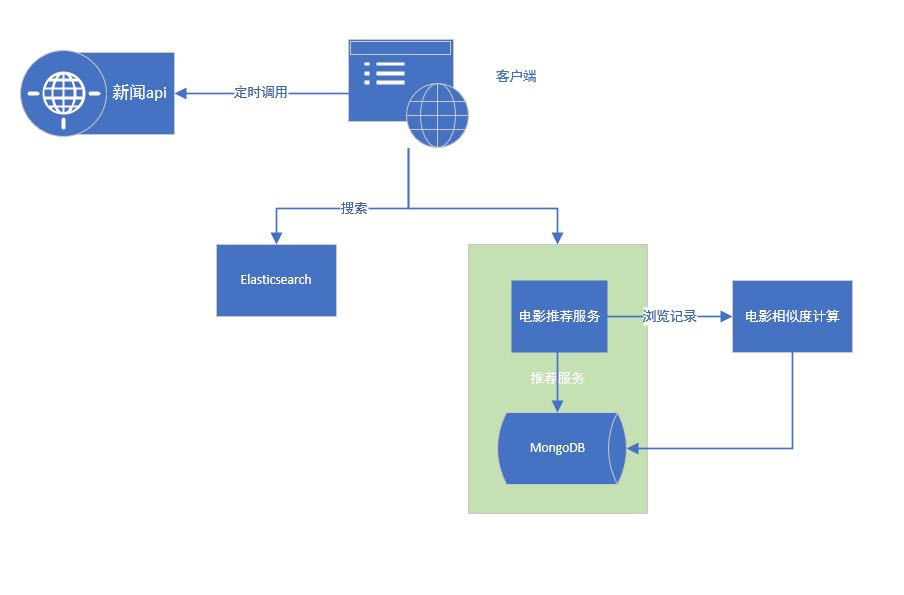 客户端
新闻api
定时调用
搜索
Elasticsearch
电影推荐服务
浏览记录
电影相似度计算
推荐服务
MongoDB